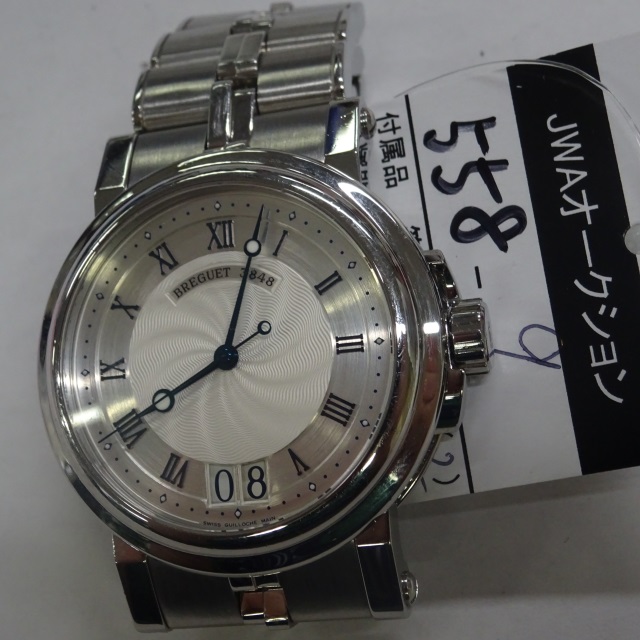 XII
I
II
III
IIII
V
VII
VIII
IX
X
XI
BREGUET 3848
08
SWISS GUILLOCHE MAIN
JWAオークション
付属品
558-
9